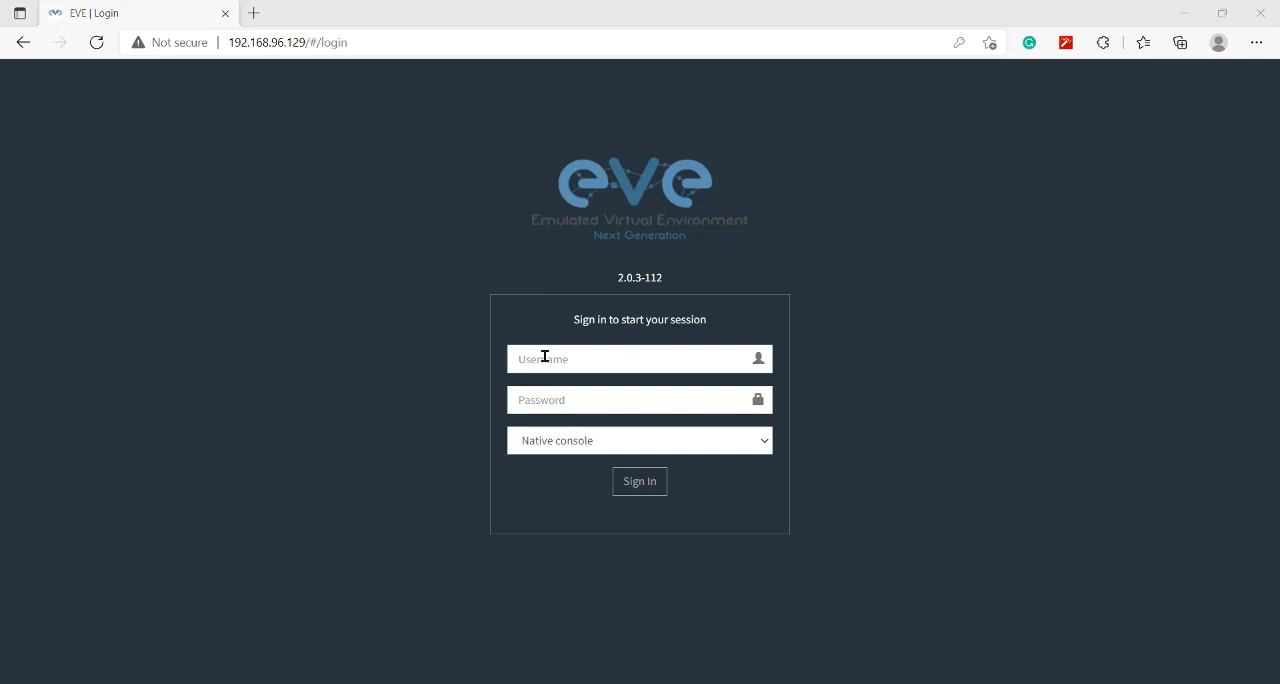 EVE | Login
Not secure | 192.168.96.129/#/login
eve
Emulated Virtual Environment
Next Generation
2.0.3-112
Sign in to start your session
Username
Password
Native console
Sign In